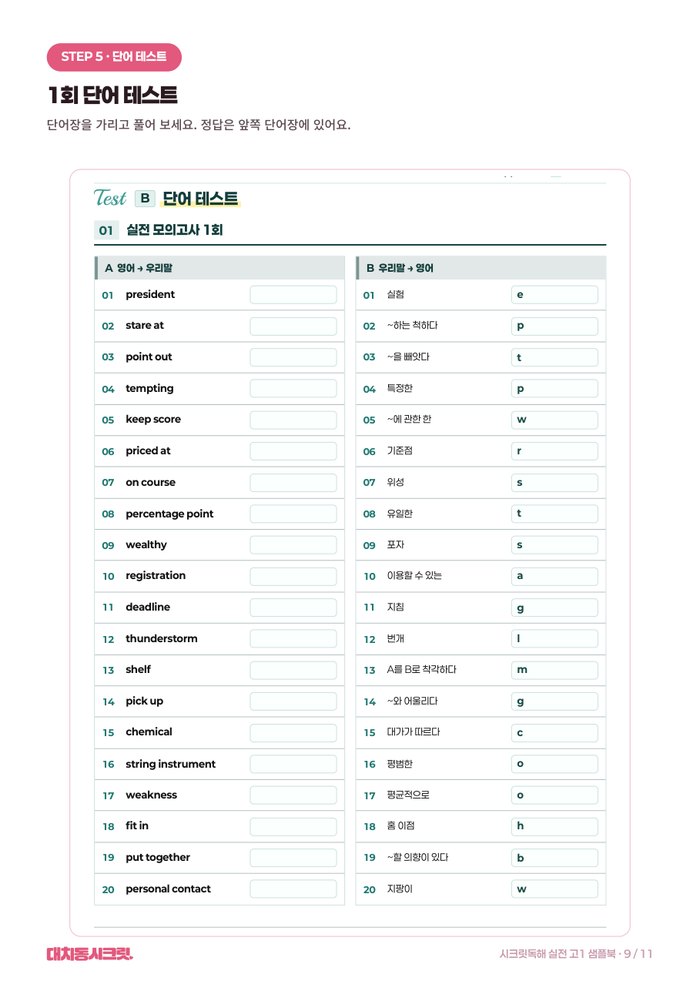 STEP 5 · 단어 테스트
1회 단어 테스트
단어장을 가리고 풀어 보세요. 정답은 앞쪽 단어장에 있어요.
Test B 단어 테스트
01 실전 모의고사 1회
A 영어 → 우리말
01 president
02 stare at
03 point out
04 tempting
05 keep score
06 priced at
07 on course
08 percentage point
09 wealthy
10 registration
11 deadline
12 thunderstorm
13 shelf
14 pick up
15 chemical
16 string instrument
17 weakness
18 fit in
19 put together
20 personal contact
B 우리말 → 영어
01 실험 e
02 ~하는 척하다 p
03 ~을 빼앗다 t
04 특정한 p
05 ~에 관한 한 w
06 기준점 r
07 위성 s
08 유일한 t
09 포자 s
10 이용할 수 있는 a
11 지침 g
12 번개 l
13 A를 B로 착각하다 m
14 ~와 어울리다 g
15 대가가 따르다 c
16 평범한 o
17 평균적으로 o
18 홈 이점 h
19 ~할 의향이 있다 b
20 지팡이 w
대치동시크릿.
시크릿독해 실전 고1 샘플북 · 9 / 11